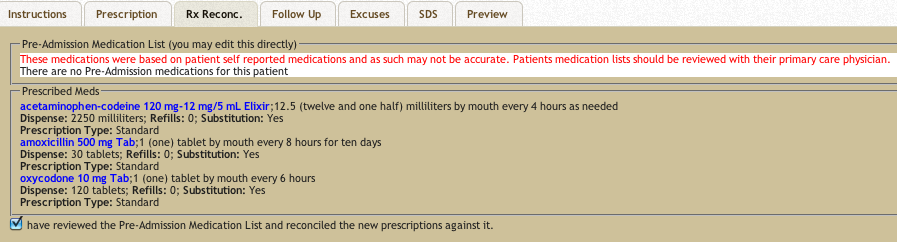 Instructions Prescription Rx Reconc. Follow Up Excuses SDS Preview
Pre-Admission Medication List (you may edit this directly)
These medications were based on patient self reported medications and as such may not be accurate. Patients medication lists should be reviewed with their primary care physician.
There are no Pre-Admission medications for this patient
Prescribed Meds
acetaminophen-codeine 120 mg-12 mg/5 mL Elixir;12.5 (twelve and one half) milliliters by mouth every 4 hours as needed
Dispense: 2250 milliliters; Refills: 0; Substitution: Yes
Prescription Type: Standard
amoxicillin 500 mg Tab;1 (one) tablet by mouth every 8 hours for ten days
Dispense: 30 tablets; Refills: 0; Substitution: Yes
Prescription Type: Standard
oxycodone 10 mg Tab;1 (one) tablet by mouth every 6 hours
Dispense: 120 tablets; Refills: 0; Substitution: Yes
Prescription Type: Standard
have reviewed the Pre-Admission Medication List and reconciled the new prescriptions against it.